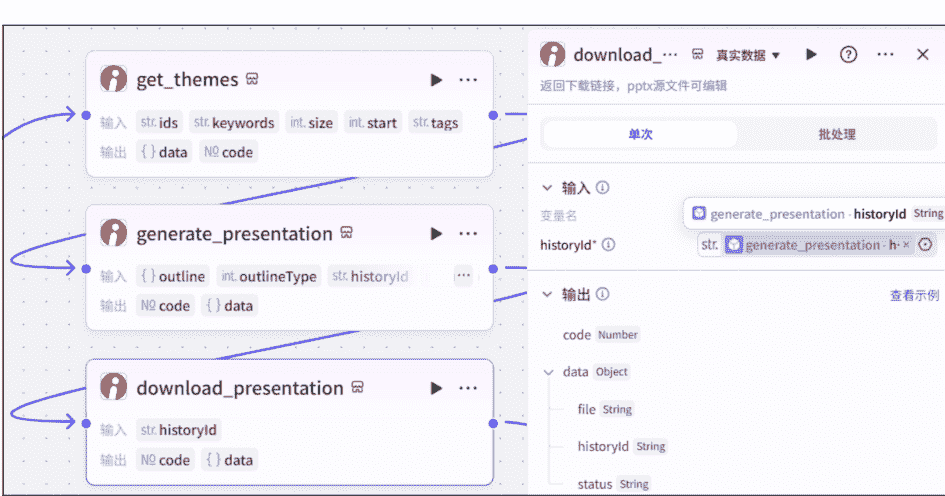 get_themes
输入 str. ids str. keywords int. size int. start str. tags
输出 { } data № code
generate_presentation
输入 { } outline int. outlineType str. historyId ...
输出 № code { } data
download_presentation
输入 str. historyId
输出 № code { } data
download_··· 真实数据
返回下载链接，pptx源文件可编辑
单次 批处理
输入
变量名
generate_presentation · historyId String
historyId* str. generate_presentation · h·
输出 查看示例
code Number
data Object
file String
historyId String
status String